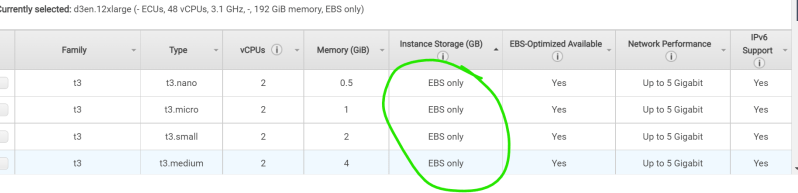 Currently selected: d3en.12xlarge (- ECUs, 48 vCPUs, 3.1 GHz, -, 192 GiB memory, EBS only)
Family Type vCPUs i Memory (GiB) Instance Storage (GB) i EBS-Optimized Available i Network Performance i IPv6 Support i
t3 t3.nano 2 0.5 EBS only Yes Up to 5 Gigabit Yes
t3 t3.micro 2 1 EBS only Yes Up to 5 Gigabit Yes
t3 t3.small 2 2 EBS only Yes Up to 5 Gigabit Yes
t3 t3.medium 2 4 EBS only Yes Up to 5 Gigabit Yes